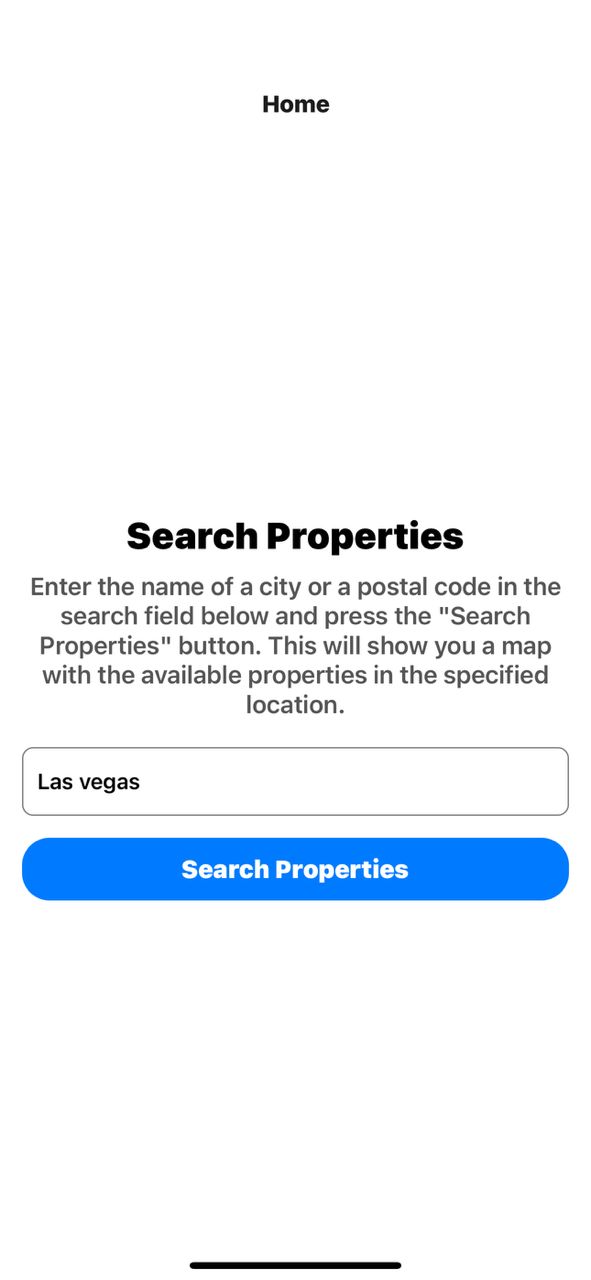 Home
Search Properties
Enter the name of a city or a postal code in the
search field below and press the "Search
Properties" button. This will show you a map
with the available properties in the specified
location.
Las vegas
Search Properties